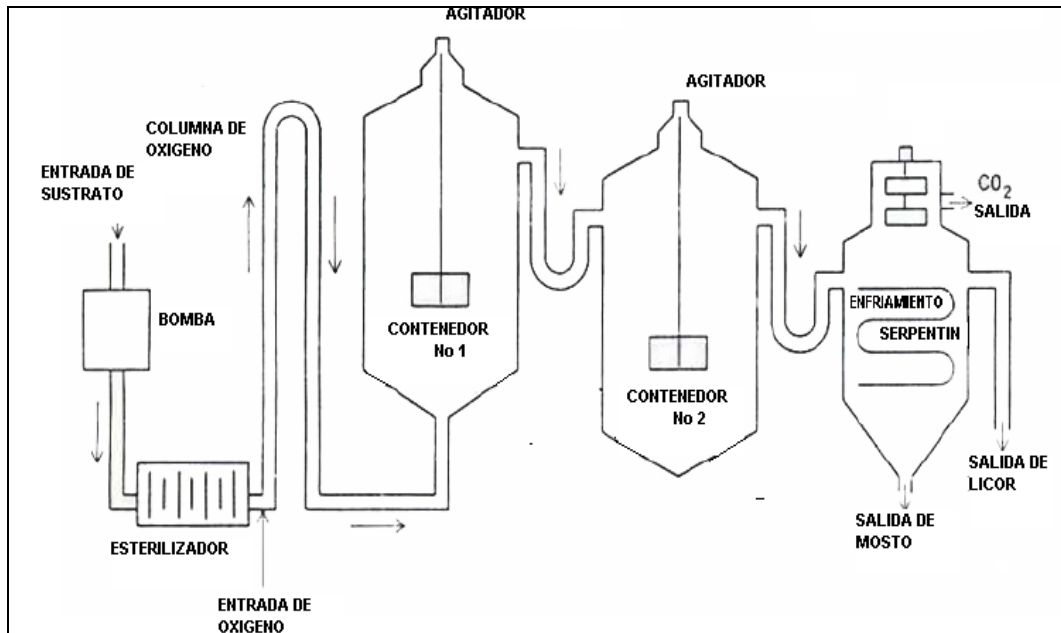 AGITADOR
AGITADOR
COLUMNA DE
OXIGENO
ENTRADA DE
SUSTRATO
CO2
SALIDA
BOMBA
ENFRIAMIENTO
SERPENTIN
CONTENEDOR
No 1
CONTENEDOR
No 2
SALIDA DE
LICOR
SALIDA DE
MOSTO
ESTERILIZADOR
ENTRADA DE
OXIGENO